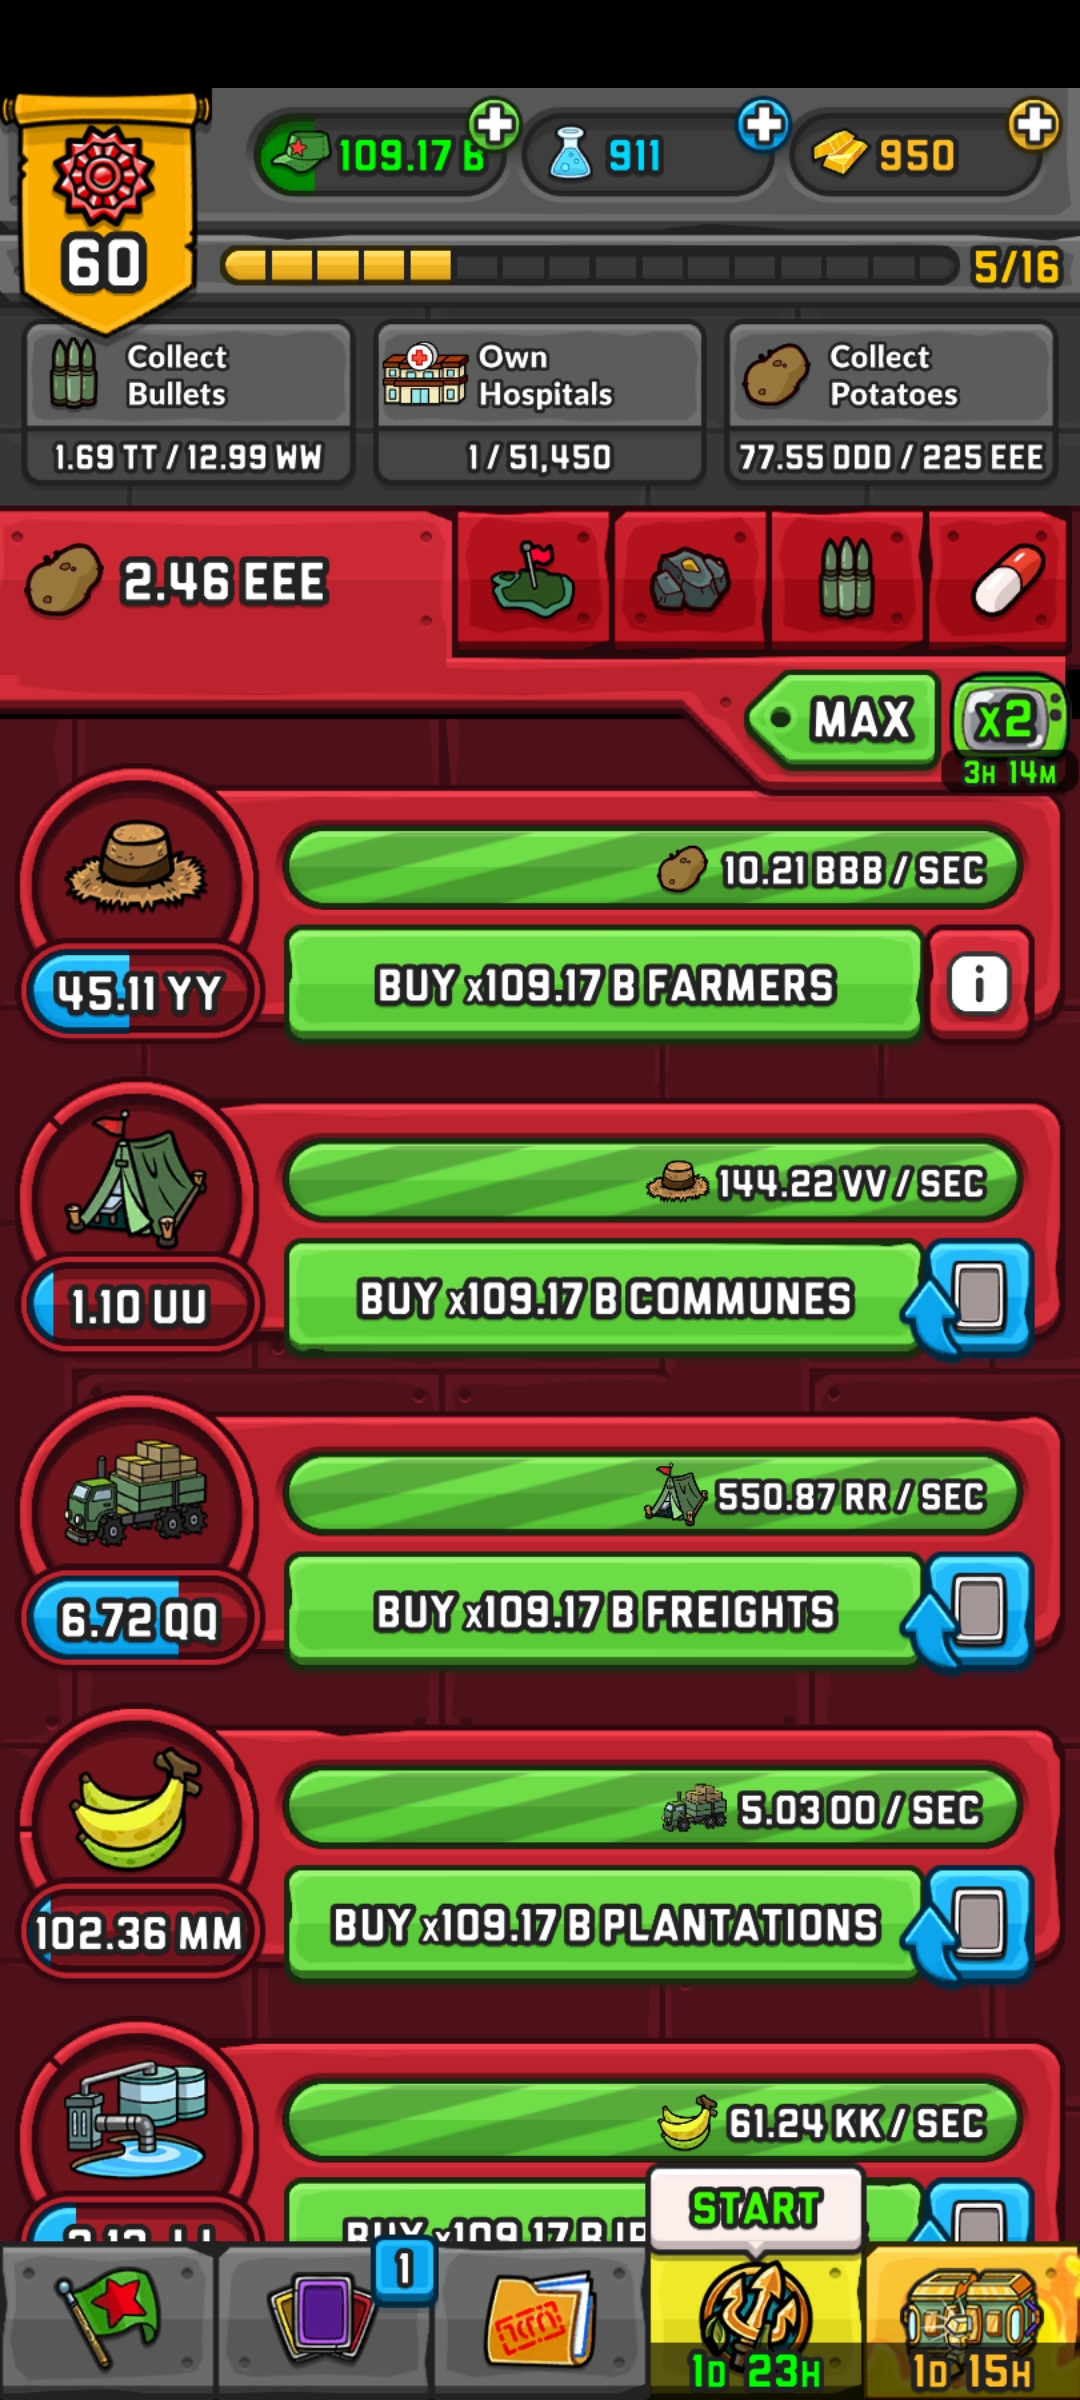 60
109.17 B
911
950
5/16
Collect
Bullets
1.69 TT / 12.99 WW
Own
Hospitals
1 / 51,450
Collect
Potatoes
77.55 DDD / 225 EEE
2.46 EEE
MAX
x2
3H 14M
10.21 BBB / SEC
45.11 YY
BUY x109.17 B FARMERS
i
144.22 VV / SEC
1.10 UU
BUY x109.17 B COMMUNES
550.87 RR / SEC
6.72 QQ
BUY x109.17 B FREIGHTS
5.03 OO / SEC
102.36 MM
BUY x109.17 B PLANTATIONS
61.24 KK / SEC
BUY x109.17 B
START
1
1D 23H
1D 15H